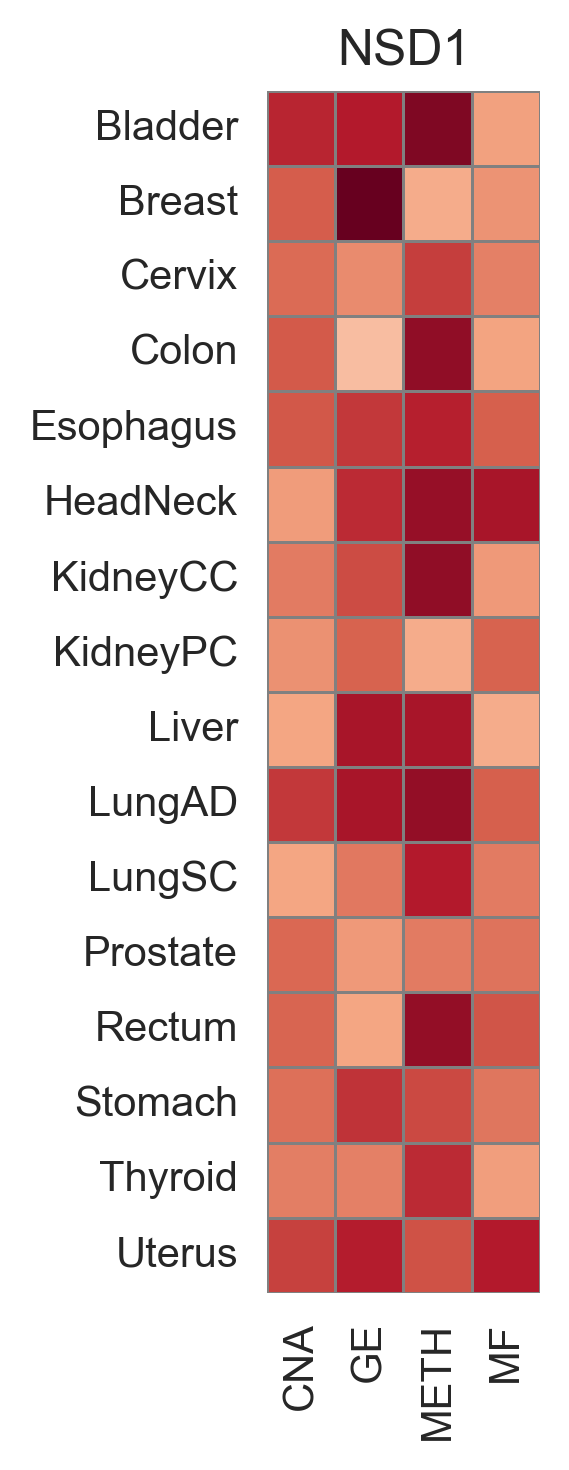 NSD1
Bladder
Breast
Cervix
Colon
Esophagus
HeadNeck
KidneyCC
KidneyPC
Liver
LungAD
LungSC
Prostate
Rectum
Stomach
Thyroid
Uterus
CNA
GE
METH
MF